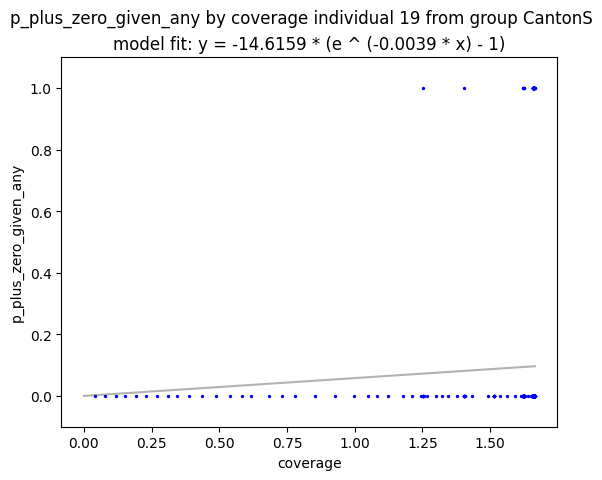 p_plus_zero_given_any by coverage individual 19 from group CantonS
model fit: y = -14.6159 * (e ^ (-0.0039 * x) - 1)
1.0
0.8
0.6
0.4
0.2
0.0
p_plus_zero_given_any
0.00 0.25 0.50 0.75 1.00 1.25 1.50
coverage